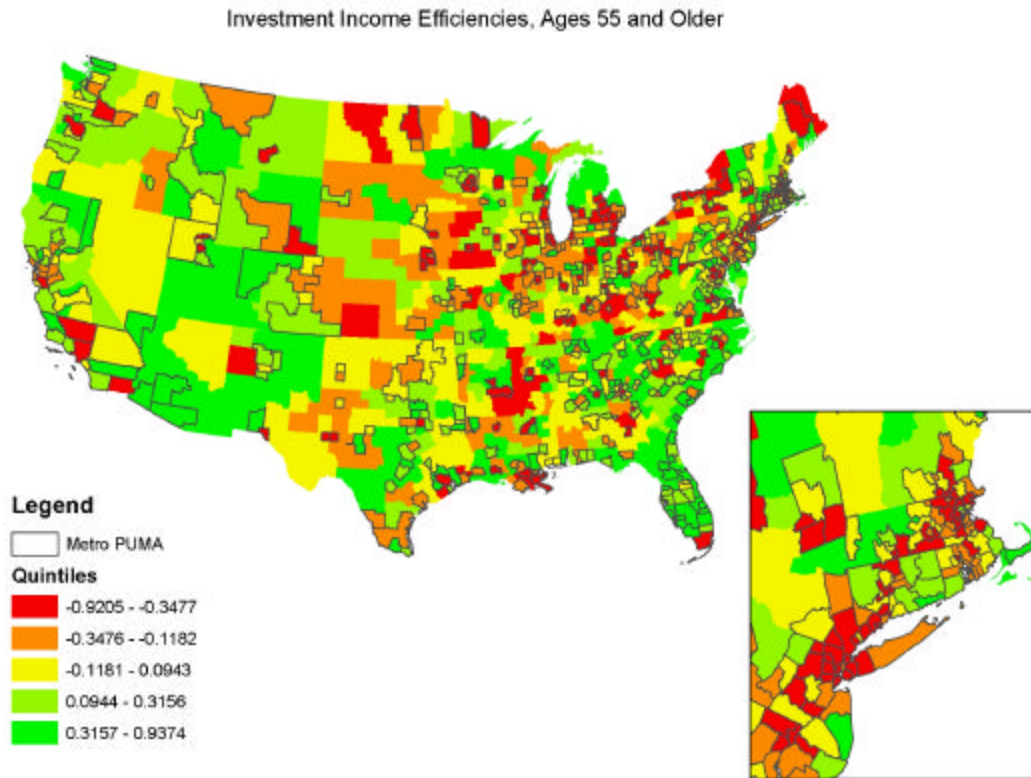 Investment Income Efficiencies, Ages 55 and Older
Legend
Metro PUMA
Quintiles
-0.9205 - -0.3477
-0.3476 - -0.1182
-0.1181 - 0.0943
0.0944 - 0.3156
0.3157 - 0.9374